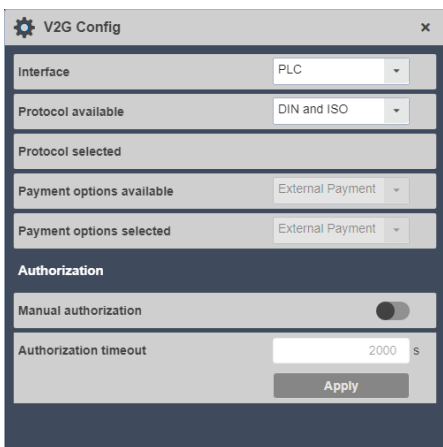 V2G Config ×
Interface PLC
Protocol available DIN and ISO
Protocol selected
Payment options available External Payment
Payment options selected External Payment
Authorization
Manual authorization
Authorization timeout 2000 s
Apply